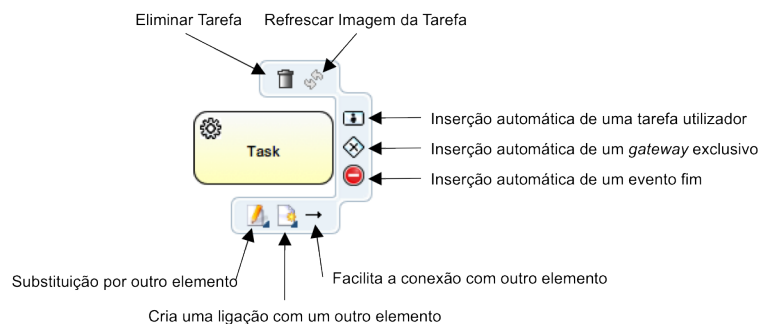 Eliminar Tarefa
Refrescar Imagem da Tarefa
Task
Inserção automática de uma tarefa utilizador
Inserção automática de um gateway exclusivo
Inserção automática de um evento fim
Substituição por outro elemento
Facilita a conexão com outro elemento
Cria uma ligação com um outro elemento